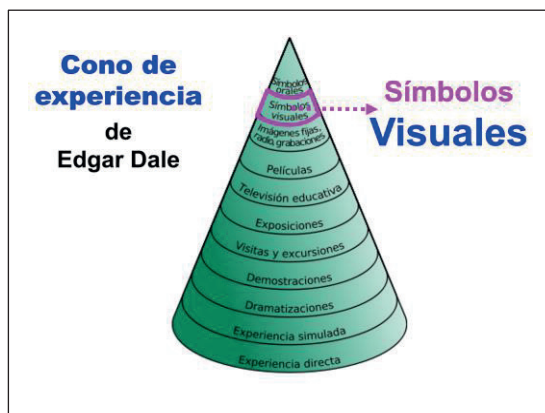 Cono de
experiencia
de
Edgar Dale
Símbolos
orales
Símbolos
visuales
Imágenes fijas,
radio, grabaciones
Películas
Televisión educativa
Exposiciones
Visitas y excursiones
Demostraciones
Dramatizaciones
Experiencia simulada
Experiencia directa
Símbolos
Visuales